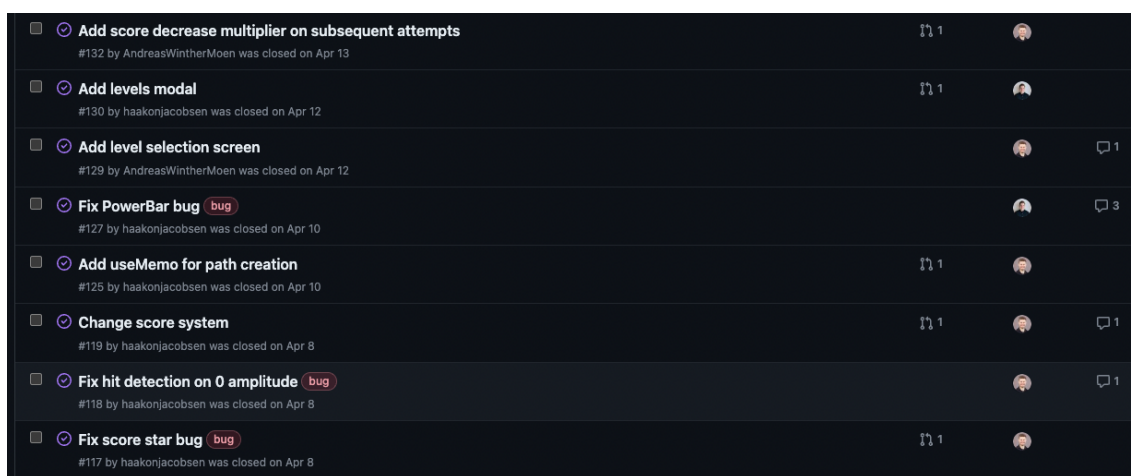 Add score decrease multiplier on subsequent attempts 1
#132 by AndreasWintherMoen was closed on Apr 13
Add levels modal 1
#130 by haakonjacobsen was closed on Apr 12
Add level selection screen 1
#129 by AndreasWintherMoen was closed on Apr 12
Fix PowerBar bug bug 3
#127 by haakonjacobsen was closed on Apr 10
Add useMemo for path creation 1
#125 by haakonjacobsen was closed on Apr 10
Change score system 1 1
#119 by haakonjacobsen was closed on Apr 8
Fix hit detection on 0 amplitude bug 1
#118 by haakonjacobsen was closed on Apr 8
Fix score star bug bug 1
#117 by haakonjacobsen was closed on Apr 8